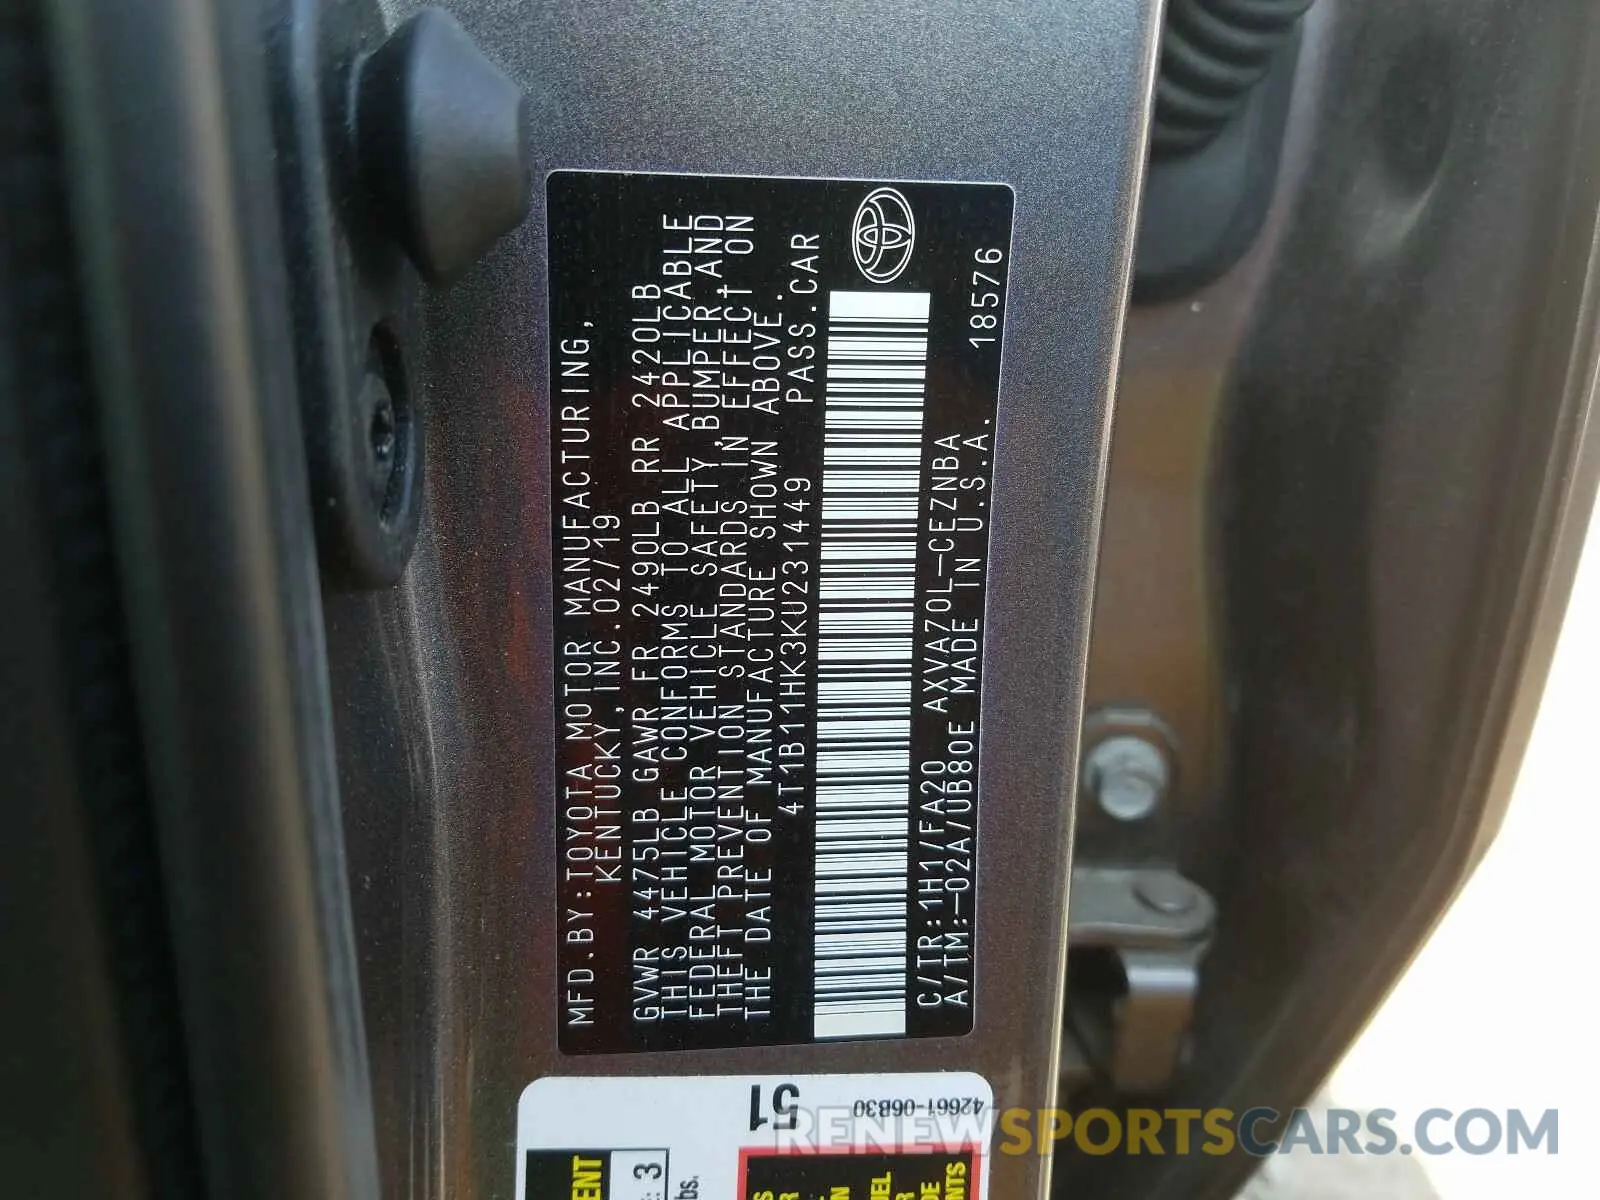 MFD.BY:TOYOTA MOTOR MANUFACTURING,
KENTUCKY,INC.02/19
GVWR 4475LB GAWR FR 2490LB RR 2420LB
THIS VEHICLE CONFORMS TO ALL APPLICABLE
FEDERAL MOTOR VEHICLE SAFETY,BUMPER,AND
THEFT PREVENTION STANDARDS IN EFFECT ON
THE DATE OF MANUFACTURE SHOWN ABOVE.
4T1B11HK3KU231449 PASS.CAR
C/TR:1H1/FA20 AXVA70L-CEZNBA
A/TM:-02A/UB80E MADE IN U.S.A. 18576
51
42661-06B30
3
RENEWSPORTSCARS.COM